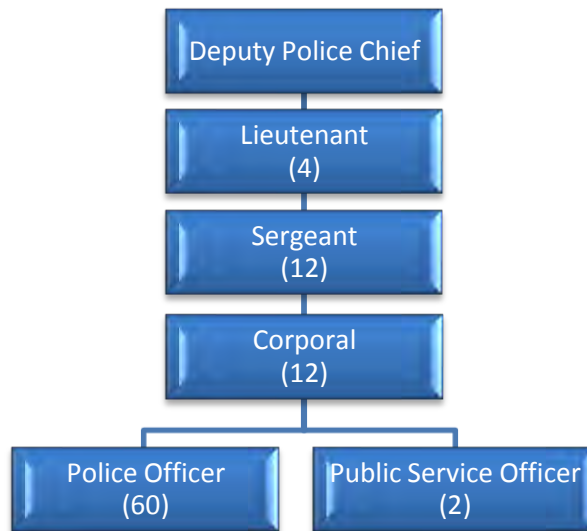 Deputy Police Chief
Lieutenant
(4)
Sergeant
(12)
Corporal
(12)
Police Officer
(60)
Public Service Officer
(2)